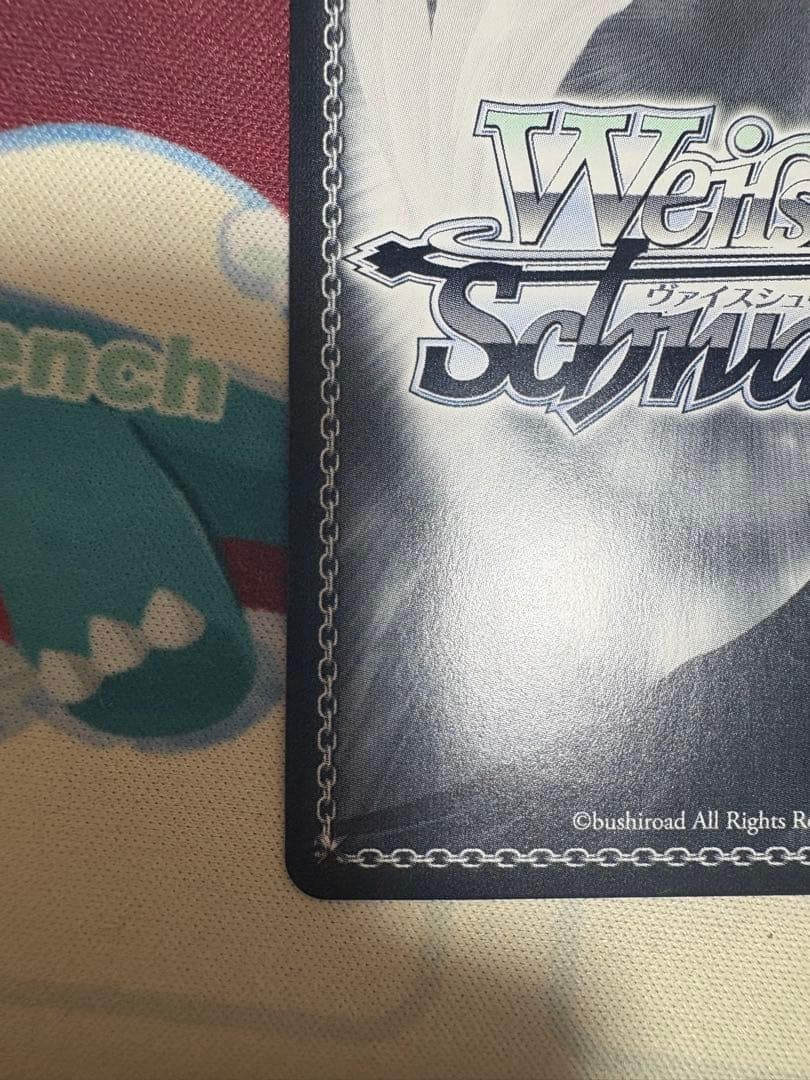 Weis
Schwa
ヴァイスシュ
ench
©bushiroad All Rights Re